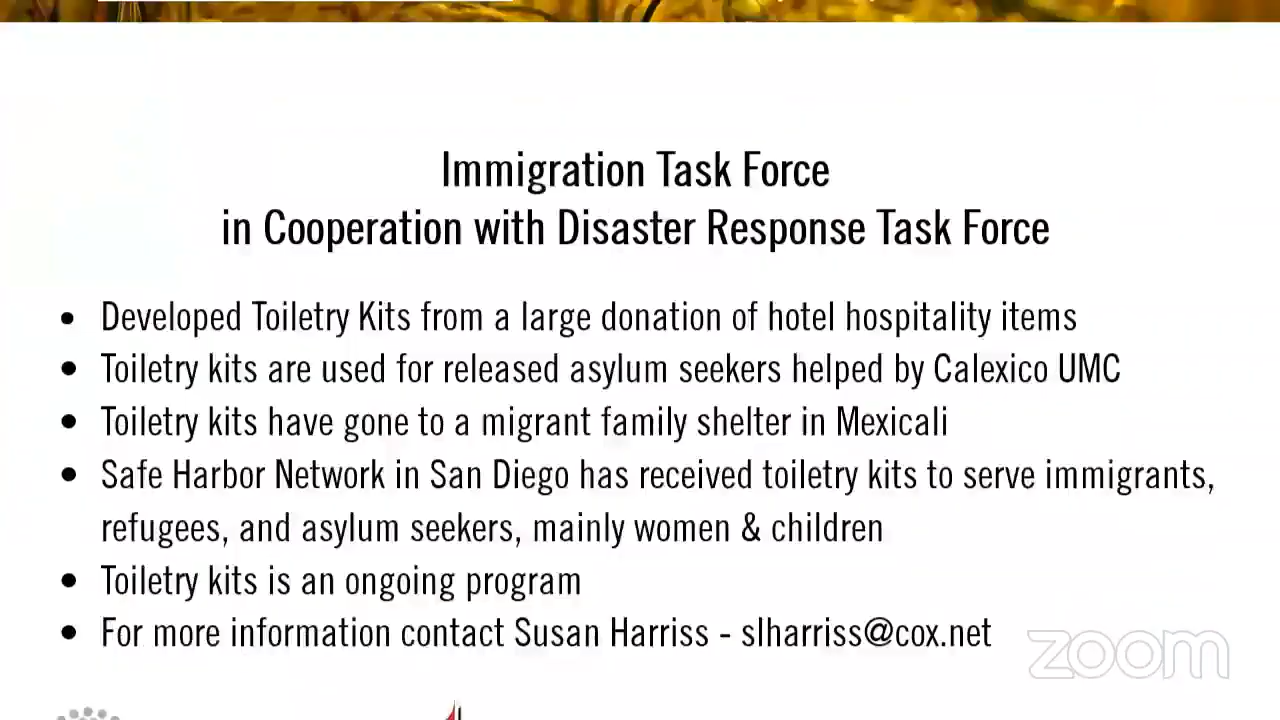 Immigration Task Force
in Cooperation with Disaster Response Task Force
• Developed Toiletry Kits from a large donation of hotel hospitality items
• Toiletry kits are used for released asylum seekers helped by Calexico UMC
• Toiletry kits have gone to a migrant family shelter in Mexicali
• Safe Harbor Network in San Diego has received toiletry kits to serve immigrants,
refugees, and asylum seekers, mainly women & children
• Toiletry kits is an ongoing program
• For more information contact Susan Harriss - slharriss@cox.net
zoom